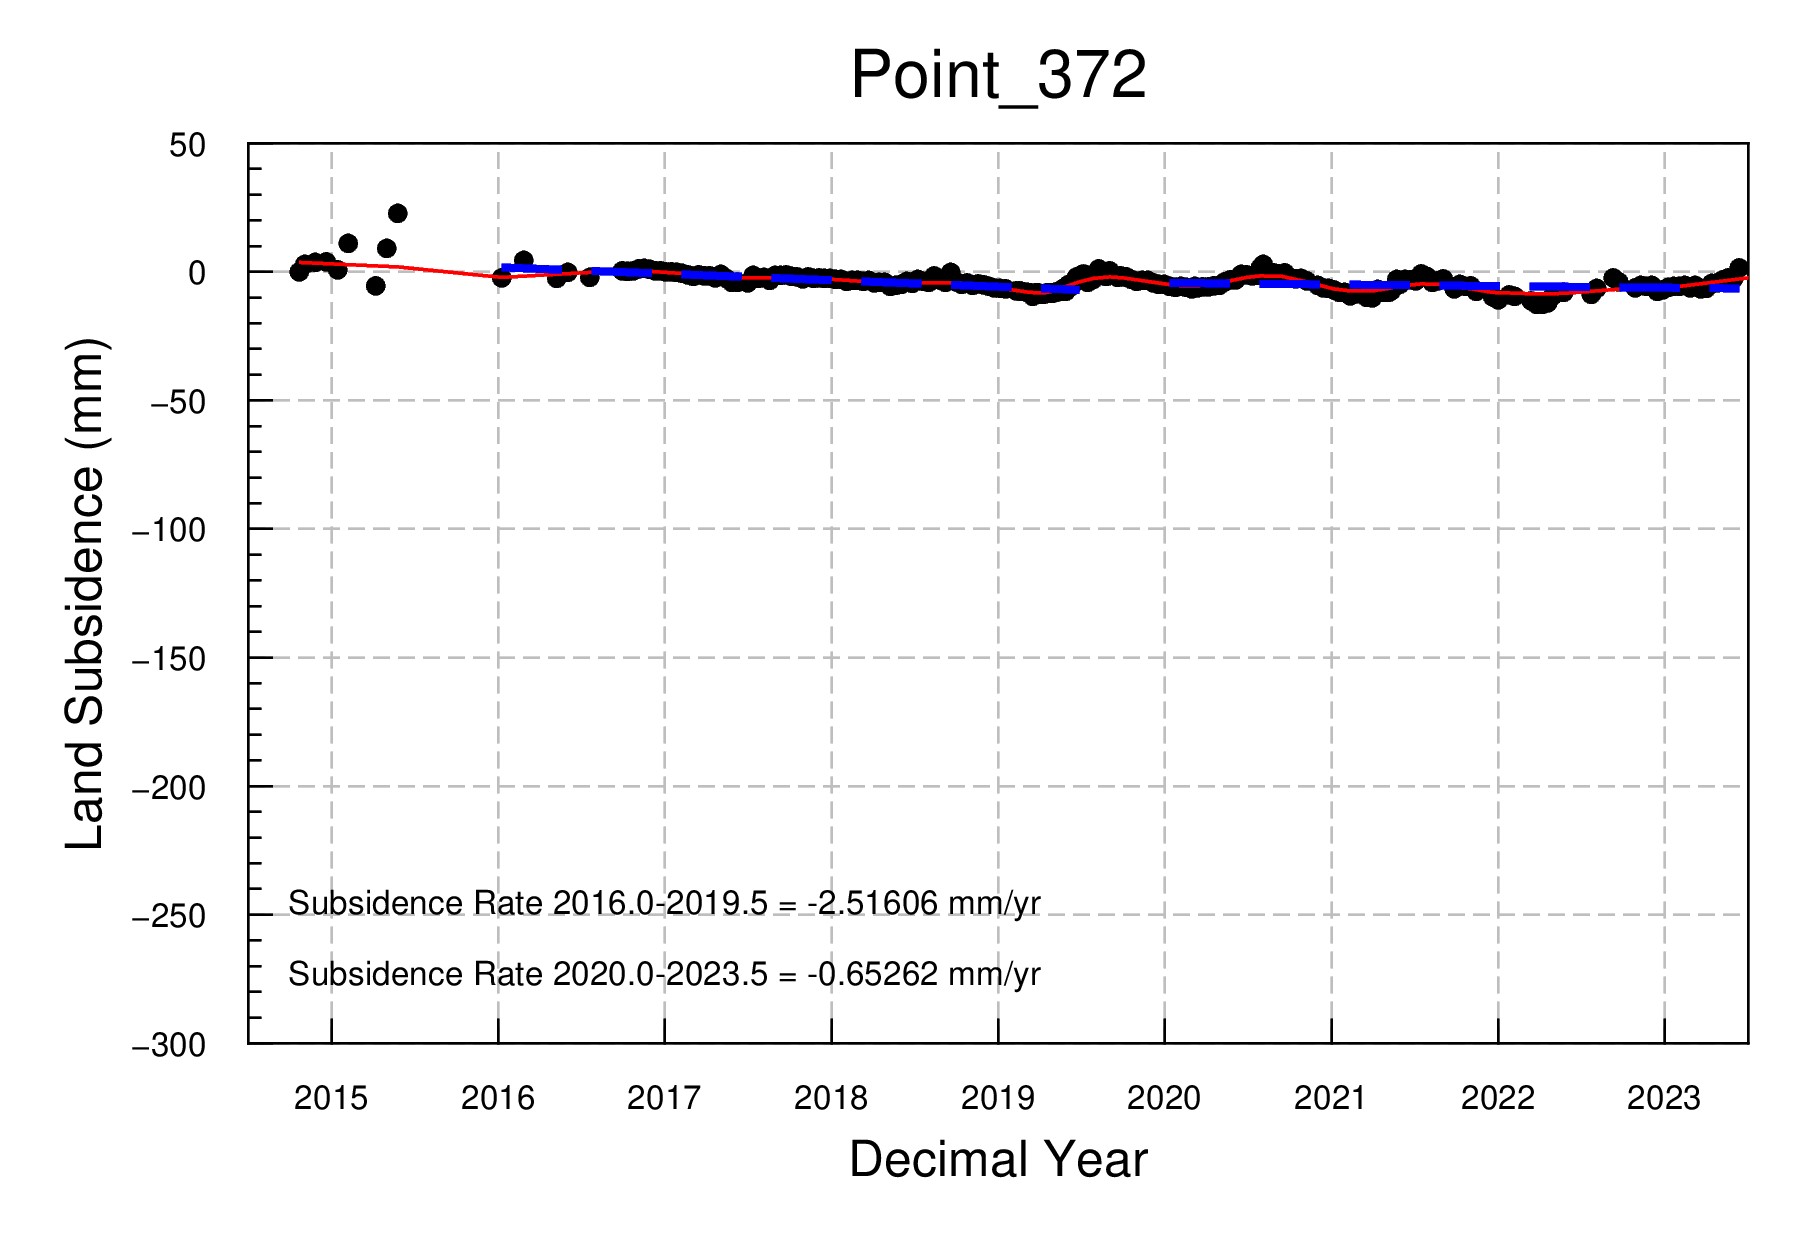 Point_372
50
0
−50
−100
−150
−200
−250
−300
Land Subsidence (mm)
Subsidence Rate 2016.0-2019.5 = -2.51606 mm/yr
Subsidence Rate 2020.0-2023.5 = -0.65262 mm/yr
2015 2016 2017 2018 2019 2020 2021 2022 2023
Decimal Year